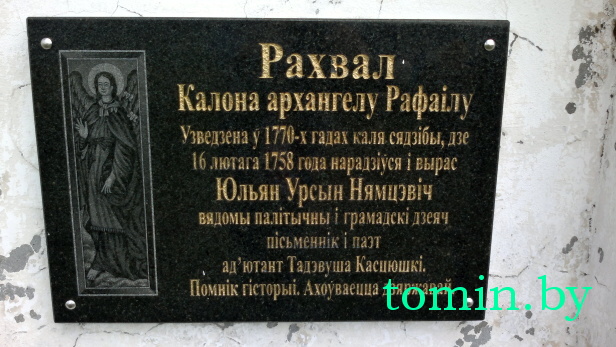 Рахвал
Калона архангелу Рафаілу
Узведзена ў 1770-х гадах каля сядзібы, дзе
16 лютага 1758 года нарадзіўся і вырас
Юльян Урсын Нямцэвіч
вядомы палітычны і грамадскі дзеяч
пісьменнік і паэт
ад'ютант Тадэвуша Касцюшкі.
Помнік гісторыі. Ахоўваецца дзяржавай
tomin.by